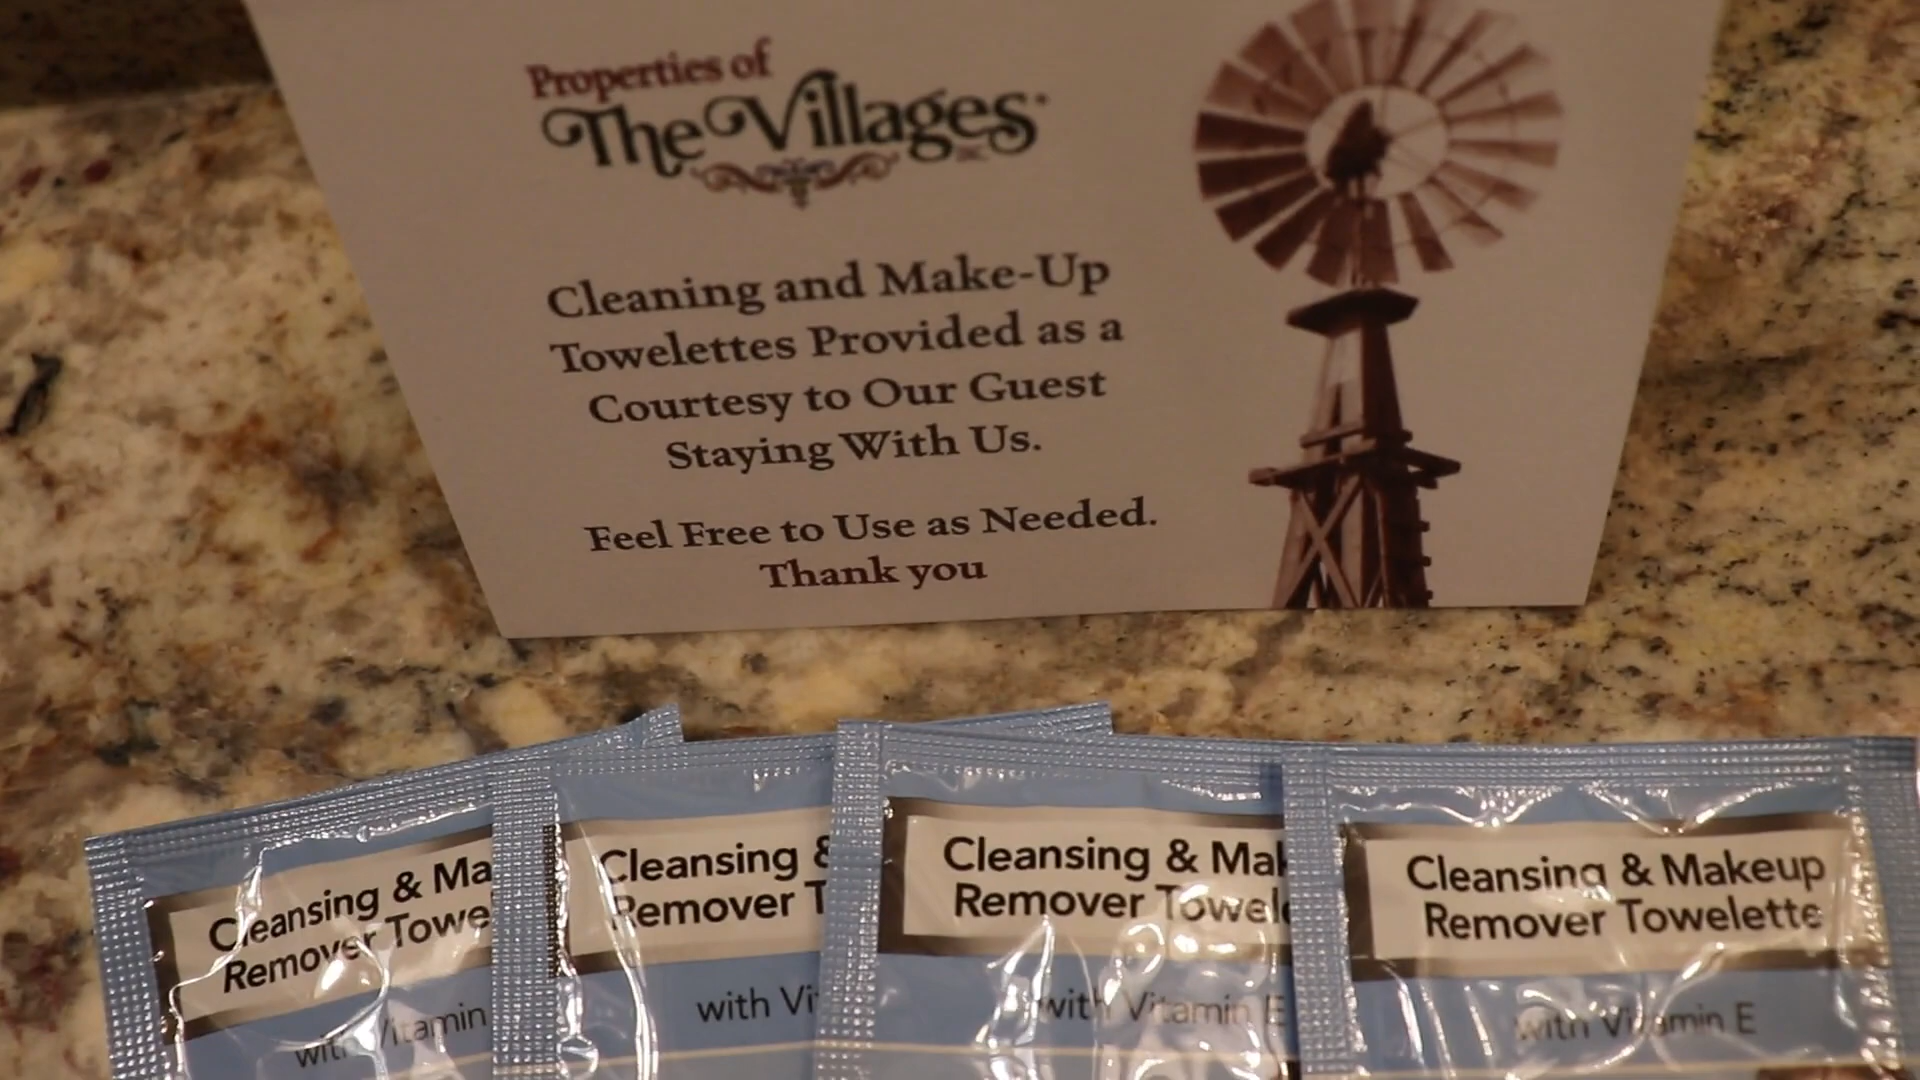 Properties of
The Villages
Cleaning and Make-Up
Towelettes Provided as a
Courtesy to Our Guest
Staying With Us.
Feel Free to Use as Needed.
Thank you
Cleansing & Ma
Remover Towe
with Vitamin
Cleansing &
Remover T
with Vi
Cleansing & Mak
Remover Towel
with Vitamin E
Cleansing & Makeup
Remover Towelette
with Vitamin E